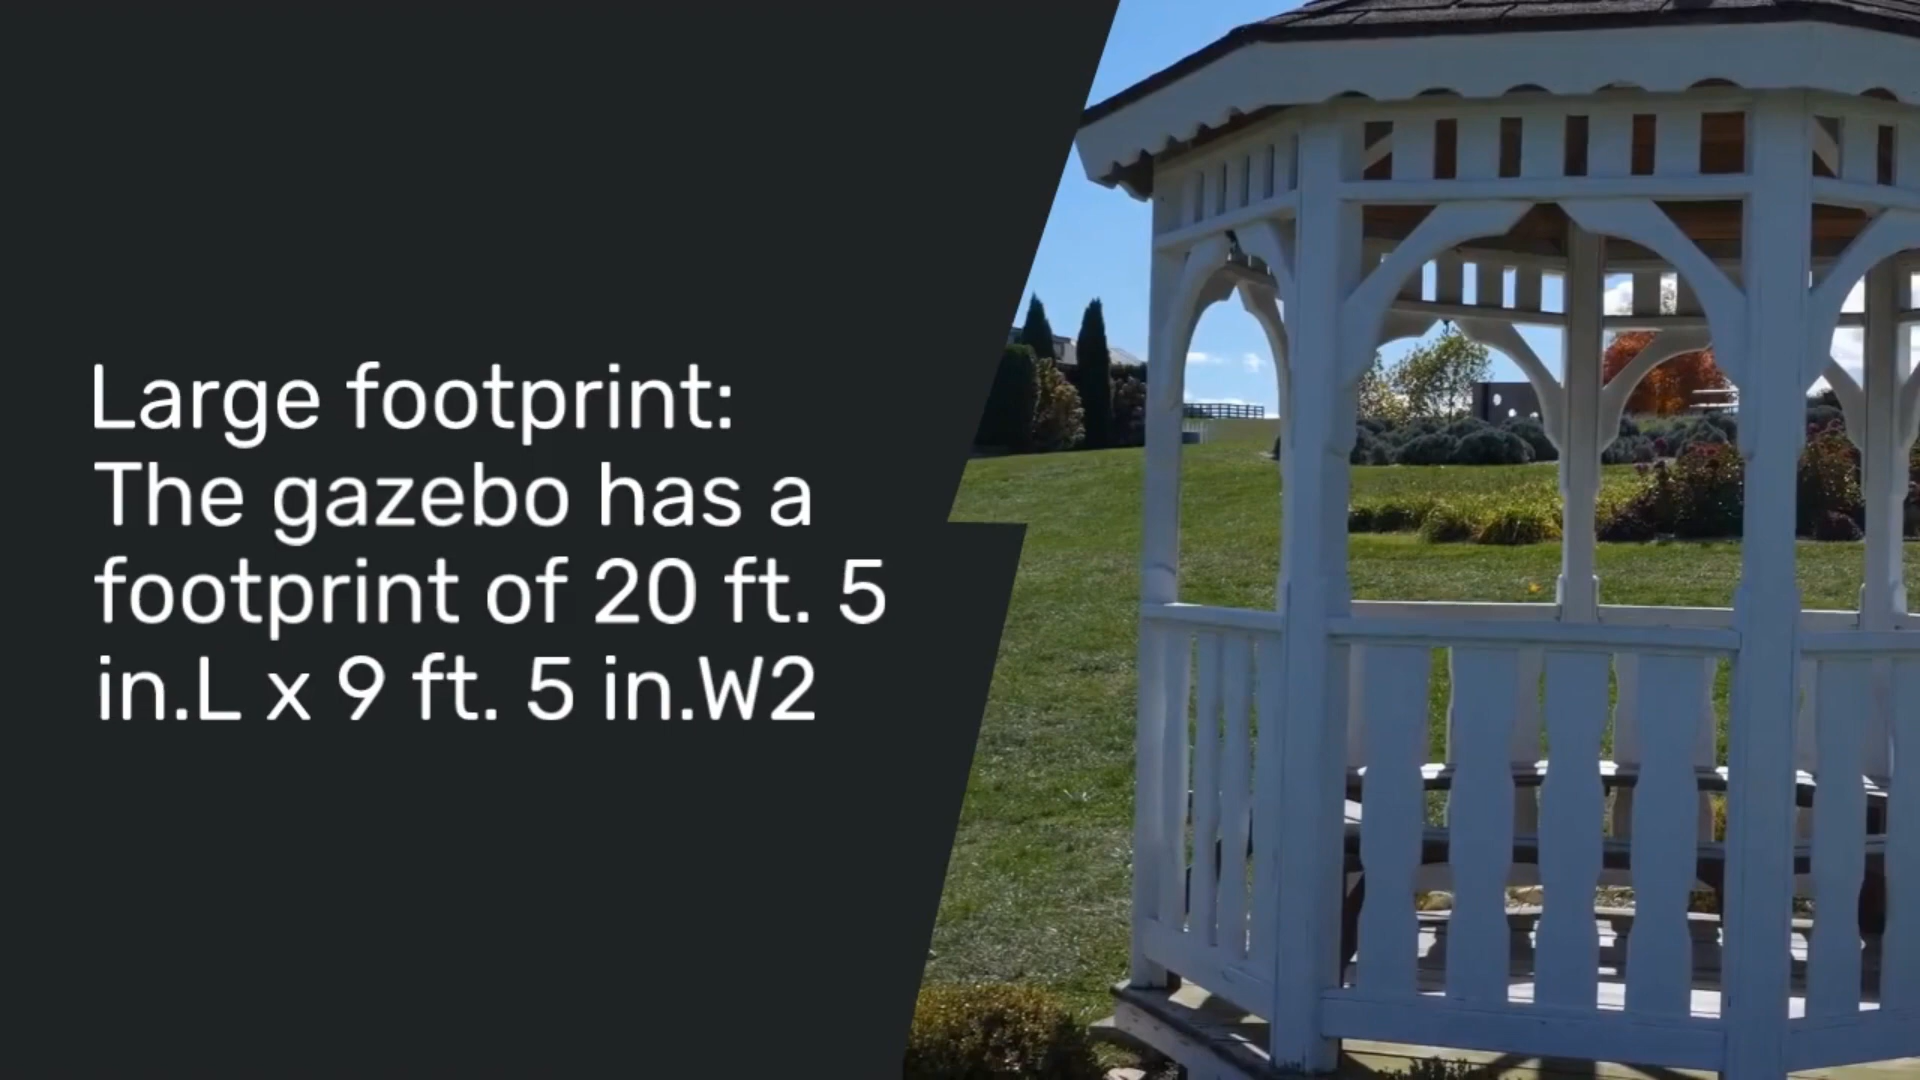 Large footprint:
The gazebo has a
footprint of 20 ft. 5
in.L x 9 ft. 5 in.W2